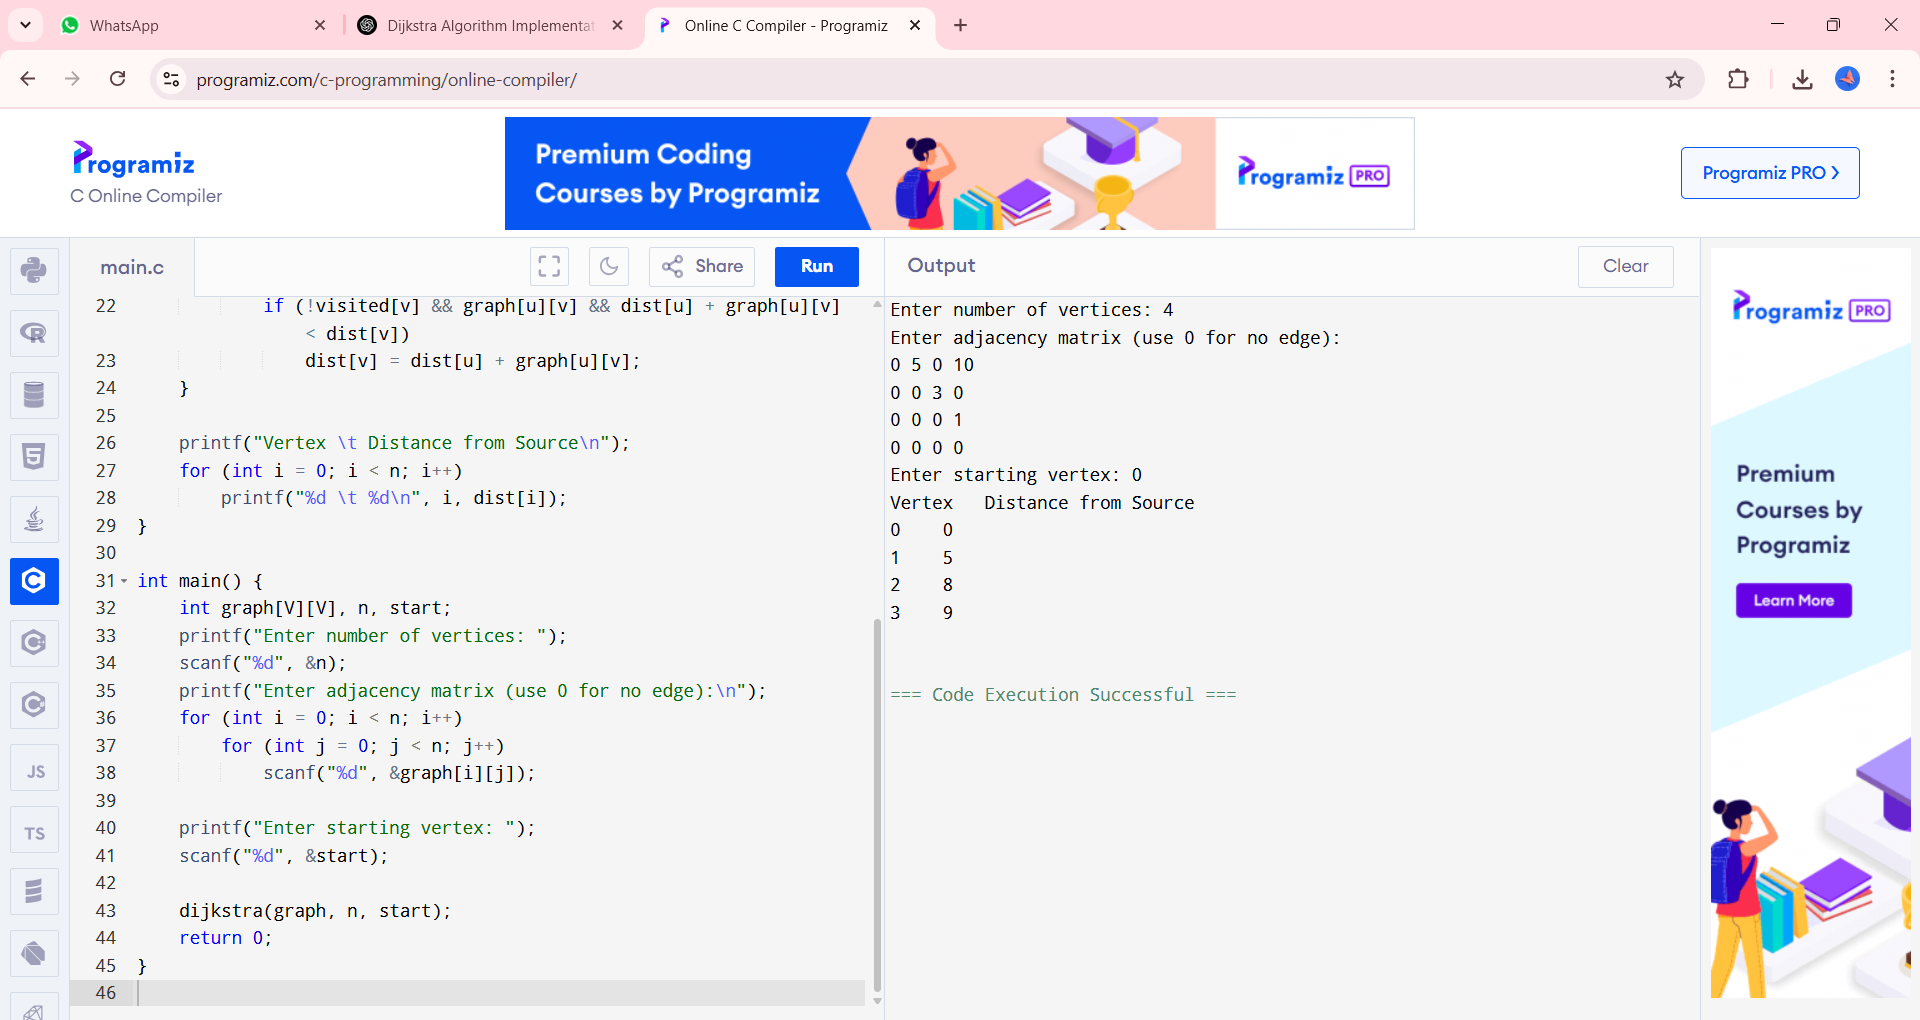 WhatsApp
Dijkstra Algorithm Implementat
Online C Compiler - Programiz
programiz.com/c-programming/online-compiler/
Programiz
C Online Compiler
Premium Coding
Courses by Programiz
Programiz PRO
Programiz PRO
main.c
Share
Run
Output
Clear
22 if (!visited[v] && graph[u][v] && dist[u] + graph[u][v]
< dist[v])
23 dist[v] = dist[u] + graph[u][v];
24 }
25
26 printf("Vertex \t Distance from Source\n");
27 for (int i = 0; i < n; i++)
28 printf("%d \t %d\n", i, dist[i]);
29 }
30
31 int main() {
32 int graph[V][V], n, start;
33 printf("Enter number of vertices: ");
34 scanf("%d", &n);
35 printf("Enter adjacency matrix (use 0 for no edge):\n");
36 for (int i = 0; i < n; i++)
37 for (int j = 0; j < n; j++)
38 scanf("%d", &graph[i][j]);
39
40 printf("Enter starting vertex: ");
41 scanf("%d", &start);
42
43 dijkstra(graph, n, start);
44 return 0;
45 }
46
Enter number of vertices: 4
Enter adjacency matrix (use 0 for no edge):
0 5 0 10
0 0 3 0
0 0 0 1
0 0 0 0
Enter starting vertex: 0
Vertex Distance from Source
0 0
1 5
2 8
3 9
=== Code Execution Successful ===
R
5
C
C
C
JS
TS
Programiz PRO
Premium
Courses by
Programiz
Learn More